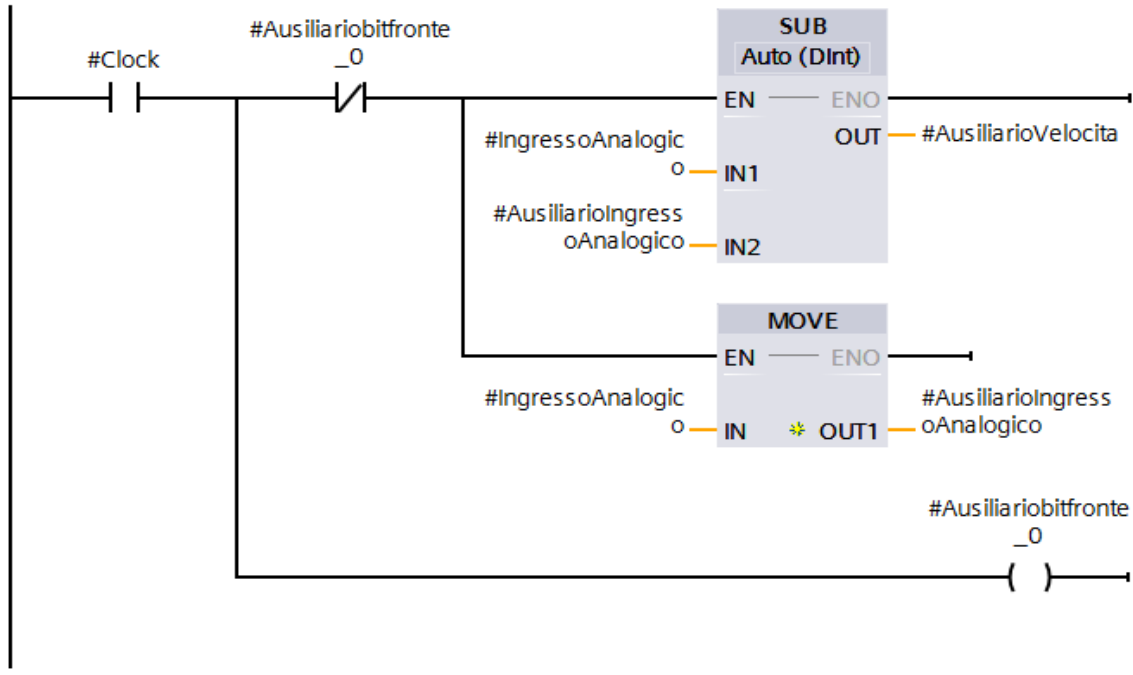 #Clock
#Ausiliariobitfronte
_0
SUB
Auto (DInt)
EN
ENO
#IngressoAnalogic
o
IN1
OUT
#AusiliarioVelocita
#AusiliarioIngress
oAnalogico
IN2
MOVE
EN
ENO
#IngressoAnalogic
o
IN
OUT1
#AusiliarioIngress
oAnalogico
#Ausiliariobitfronte
_0